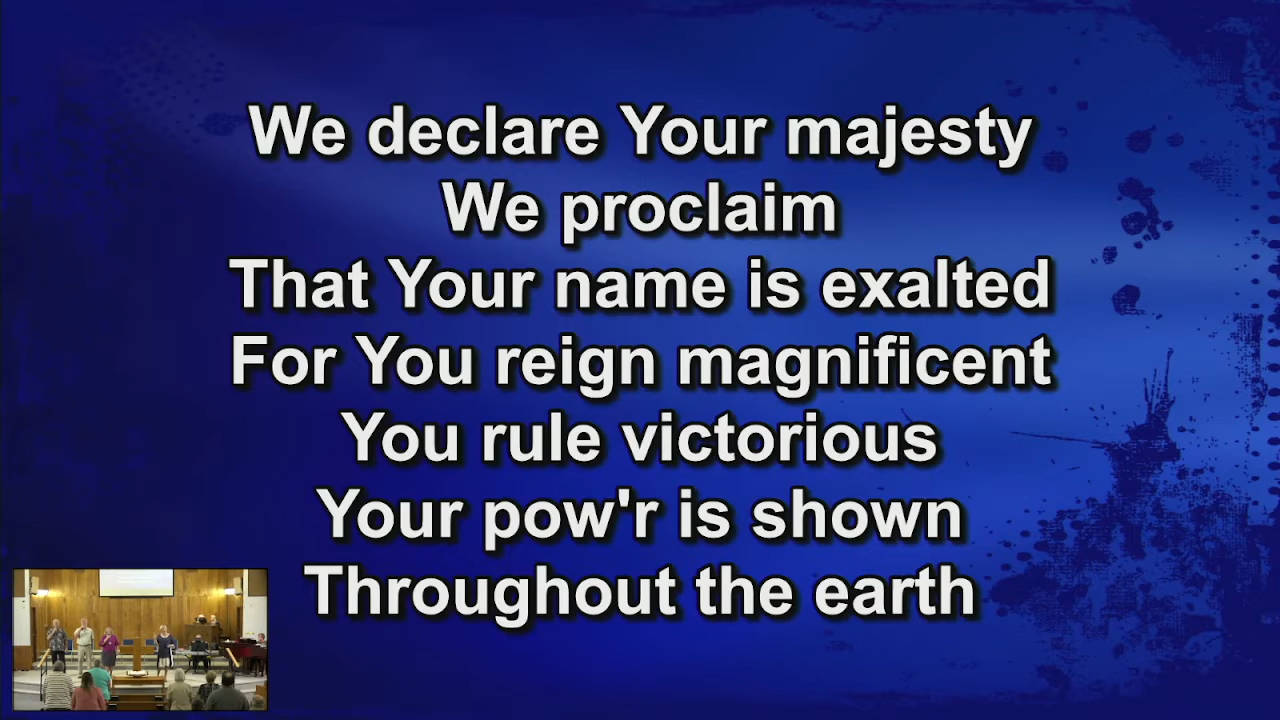 We declare Your majesty
We proclaim
That Your name is exalted
For You reign magnificent
You rule victorious
Your pow'r is shown
Throughout the earth